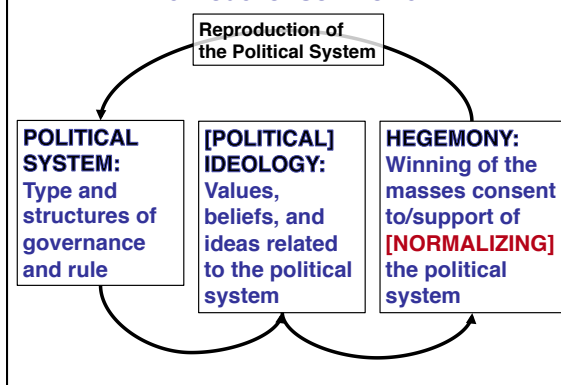 Reproduction of
the Political System
POLITICAL
SYSTEM:
Type and
structures of
governance
and rule
[POLITICAL]
IDEOLOGY:
Values,
beliefs, and
ideas related
to the political
system
HEGEMONY:
Winning of the
masses consent
to/support of
[NORMALIZING]
the political
system